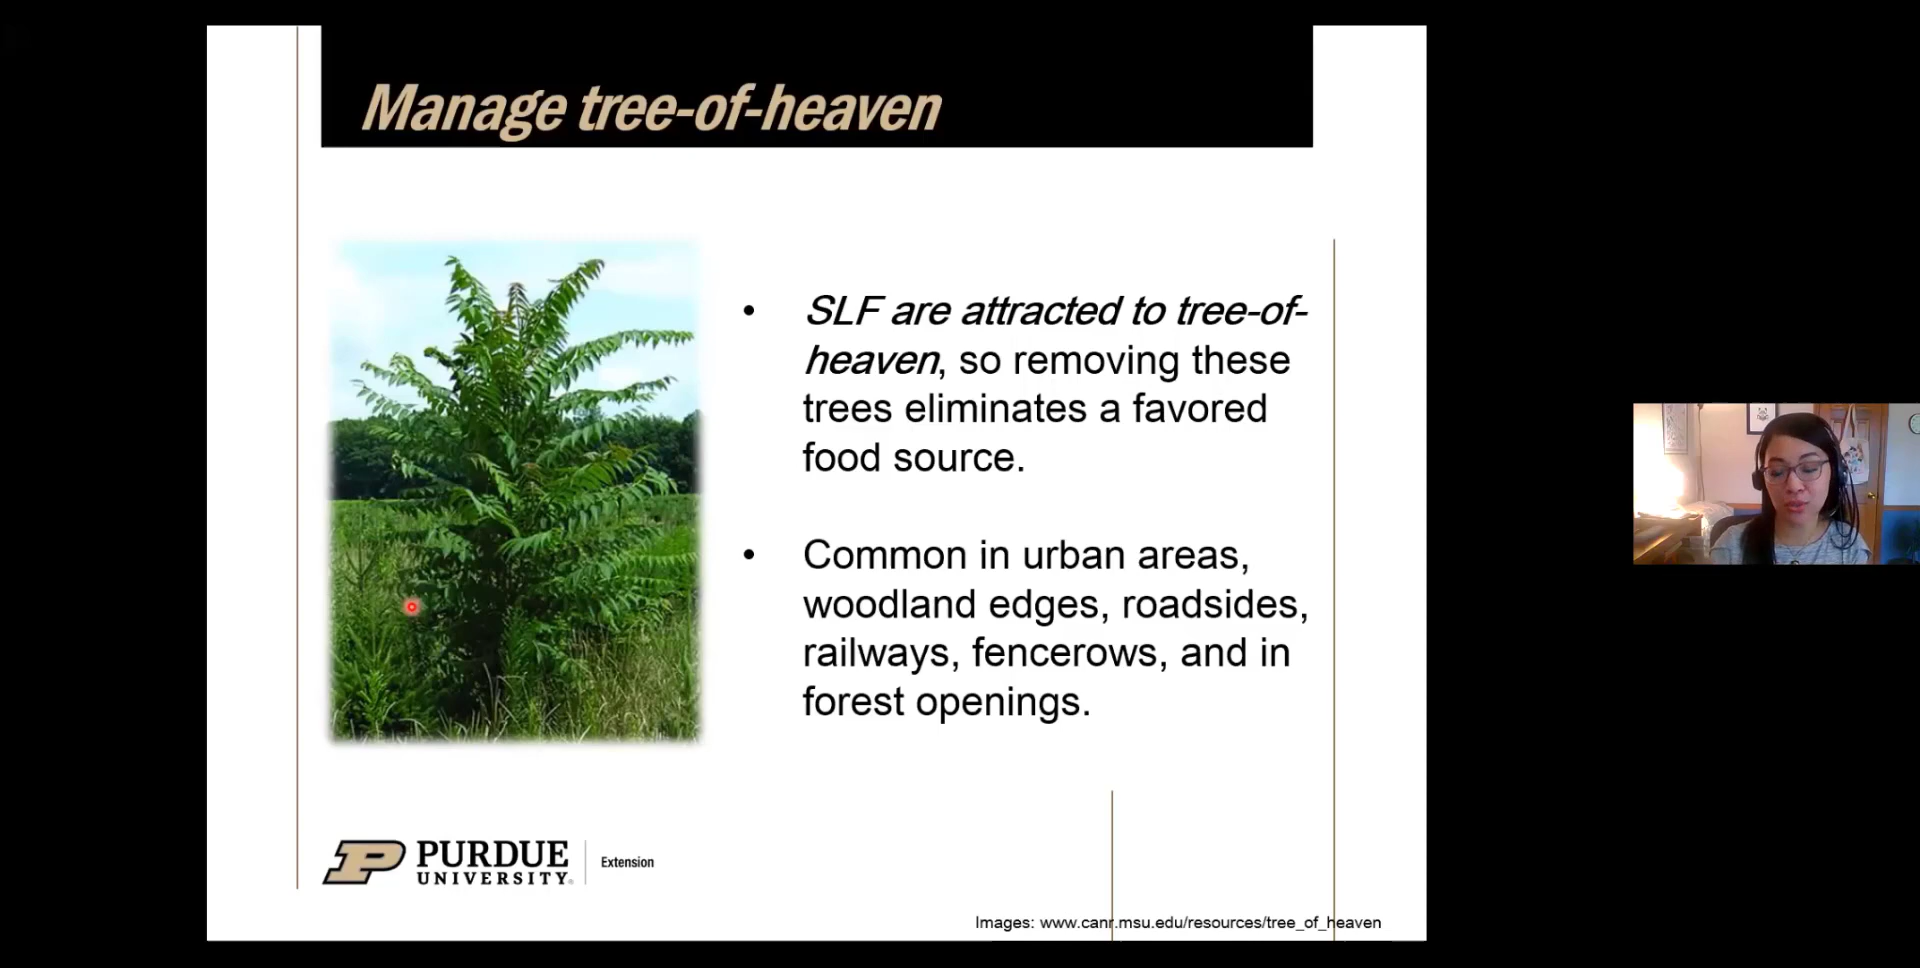 Manage tree-of-heaven
• SLF are attracted to tree-of-
heaven, so removing these
trees eliminates a favored
food source.
• Common in urban areas,
woodland edges, roadsides,
railways, fencerows, and in
forest openings.
P PURDUE
UNIVERSITY®
Extension
Images: www.canr.msu.edu/resources/tree_of_heaven